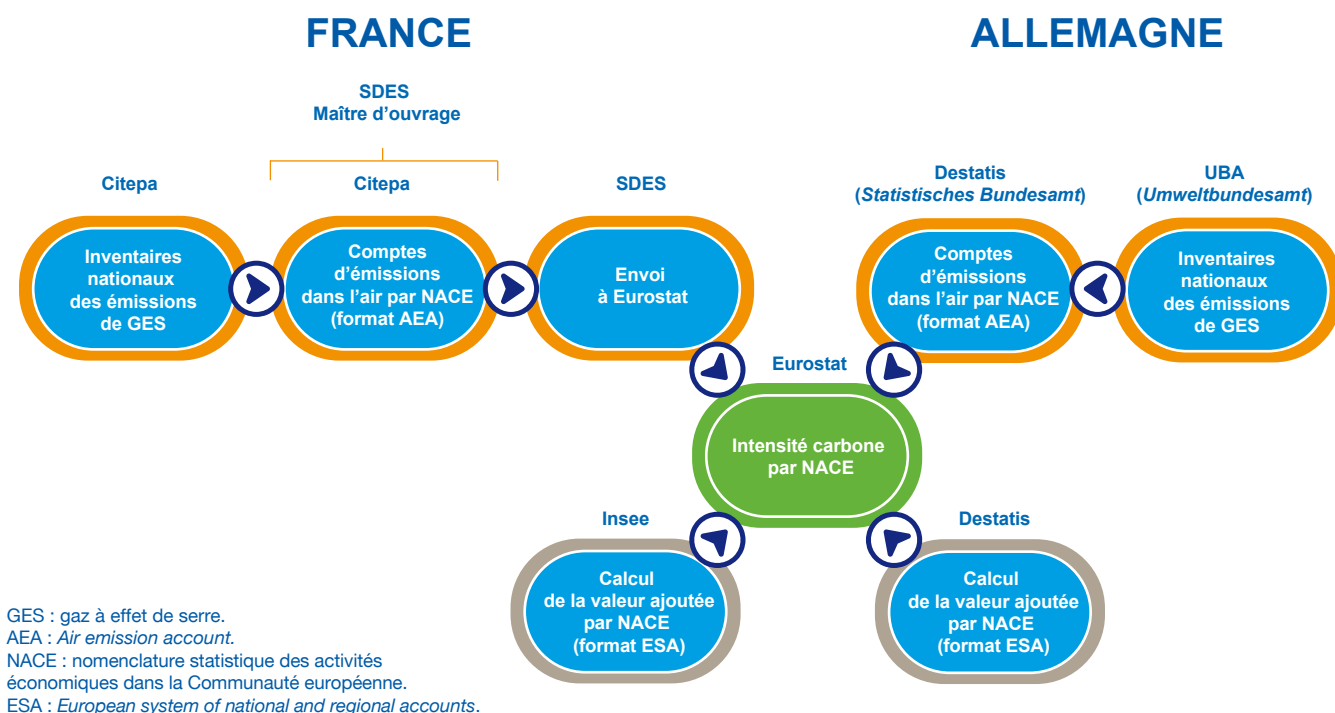 FRANCE
ALLEMAGNE
SDES
Maître d’ouvrage
Citepa
Citepa
SDES
Destatis
(Statistisches Bundesamt)
UBA
(Umweltbundesamt)
Inventaires
nationaux
des émissions
de GES
Comptes
d’émissions
dans l’air par NACE
(format AEA)
Envoi
à Eurostat
Comptes
d’émissions
dans l’air par NACE
(format AEA)
Inventaires
nationaux
des émissions
de GES
Eurostat
Intensité carbone
par NACE
Insee
Destatis
Calcul
de la valeur ajoutée
par NACE
(format ESA)
Calcul
de la valeur ajoutée
par NACE
(format ESA)
GES : gaz à effet de serre.
AEA : Air emission account.
NACE : nomenclature statistique des activités
économiques dans la Communauté européenne.
ESA : European system of national and regional accounts.